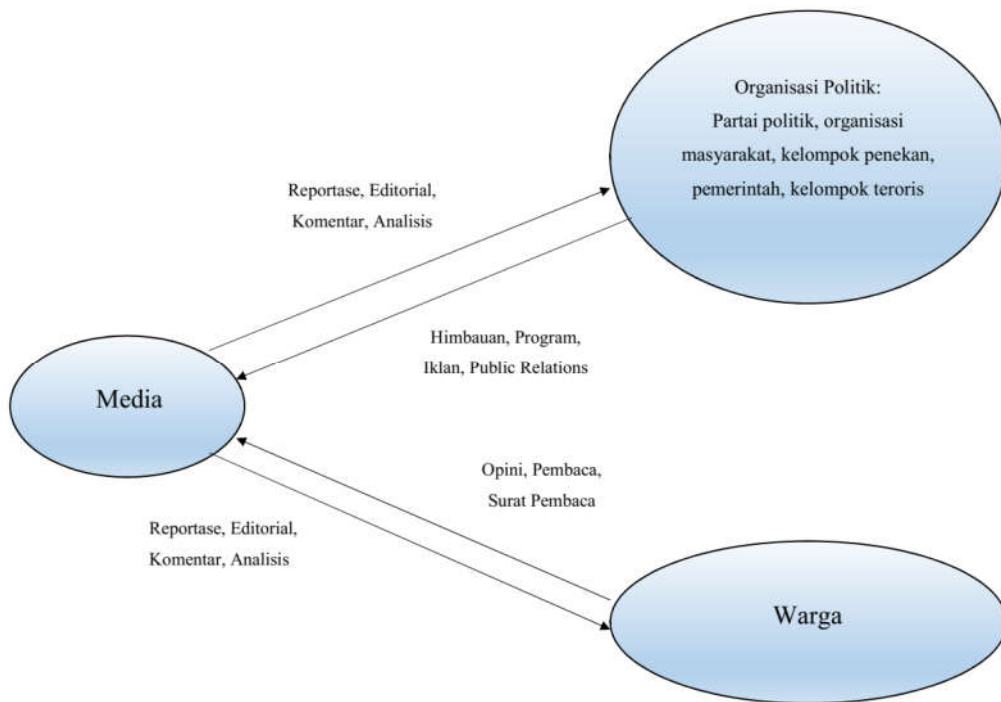 Organisasi Politik:
Partai politik, organisasi
masyarakat, kelompok penekan,
pemerintah, kelompok teroris
Reportase, Editorial,
Komentar, Analisis
Himbauan, Program,
Iklan, Public Relations
Media
Opini, Pembaca,
Surat Pembaca
Reportase, Editorial,
Komentar, Analisis
Warga